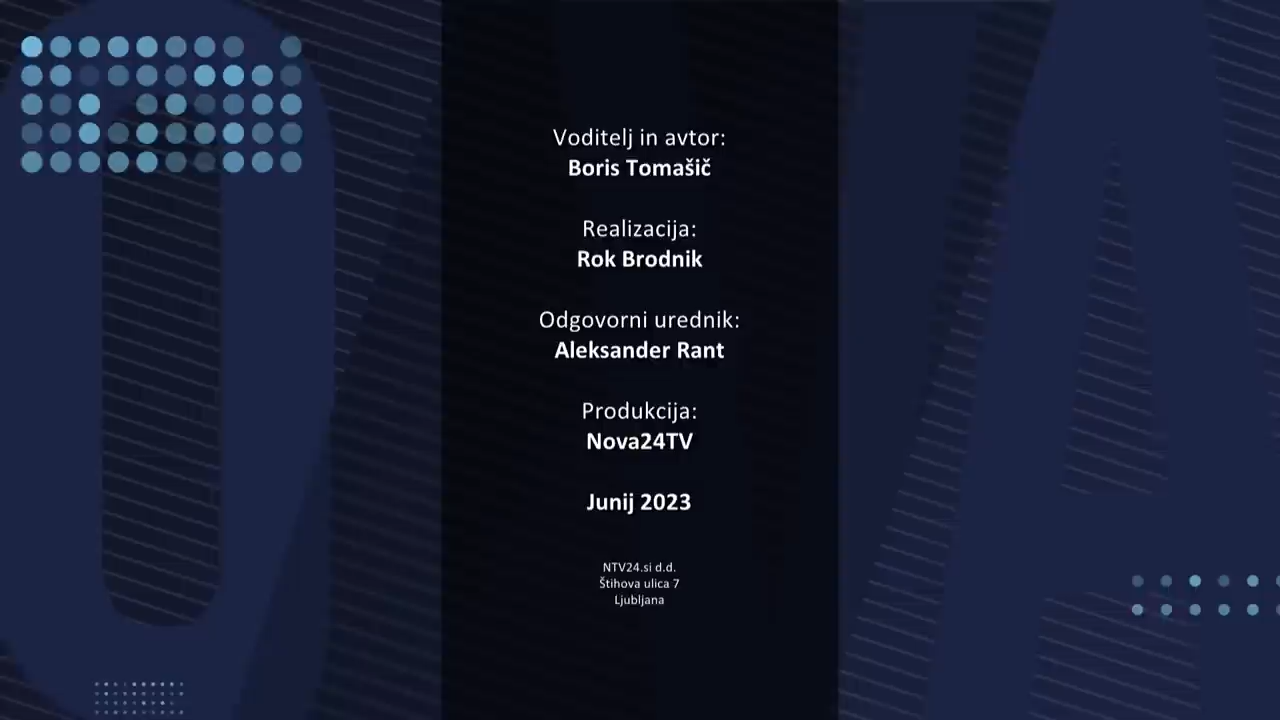 Voditelj in avtor:
Boris Tomašič
Realizacija:
Rok Brodnik
Odgovorni urednik:
Aleksander Rant
Produkcija:
Nova24TV
Junij 2023
NTV24.si d.d.
Štihova ulica 7
Ljubljana